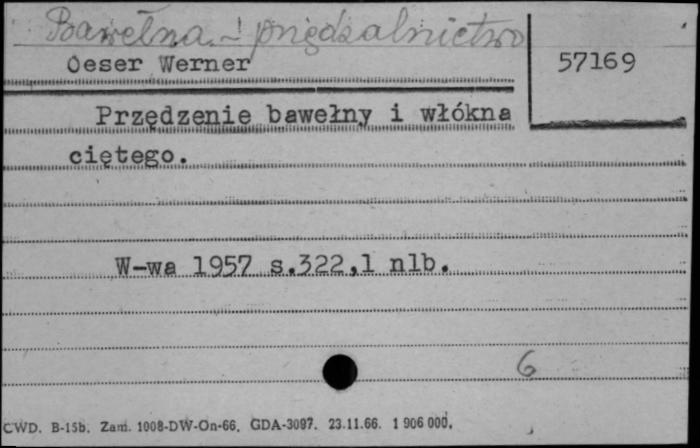 Bawełna - przędzalnictwo
Oeser Werner
57169
Przędzenie bawełny i włókna
ciętego.
W-wa 1957 s.322,1 nlb.
6
CWD. B-15b. Zam. 1008-DW-On-66. GDA-3097. 23.11.66. 1 906 000.